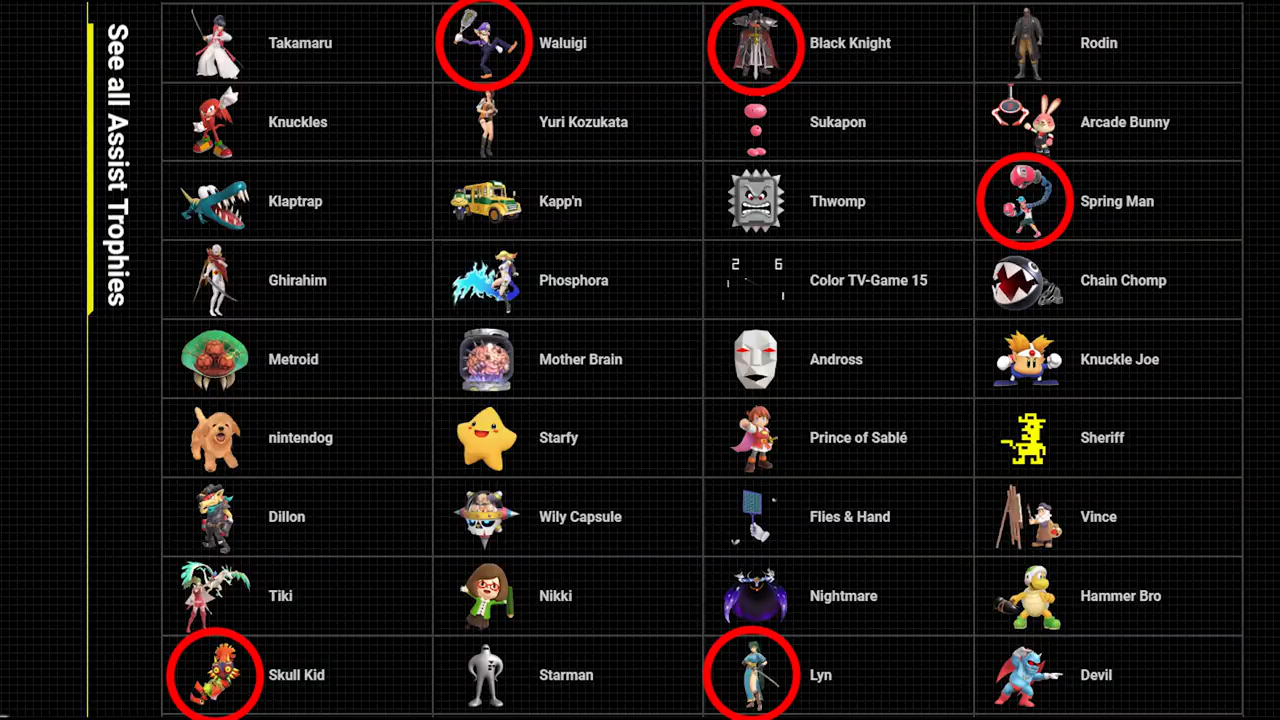 See all Assist Trophies
Takamaru
Waluigi
Black Knight
Rodin
Knuckles
Yuri Kozukata
Sukapon
Arcade Bunny
Klaptrap
Kapp'n
Thwomp
Spring Man
Ghirahim
Phosphora
2 6
Color TV-Game 15
Chain Chomp
Metroid
Mother Brain
Andross
Knuckle Joe
nintendog
Starfy
Prince of Sablé
Sheriff
Dillon
Wily Capsule
Flies & Hand
Vince
Tiki
Nikki
Nightmare
Hammer Bro
Skull Kid
Starman
Lyn
Devil